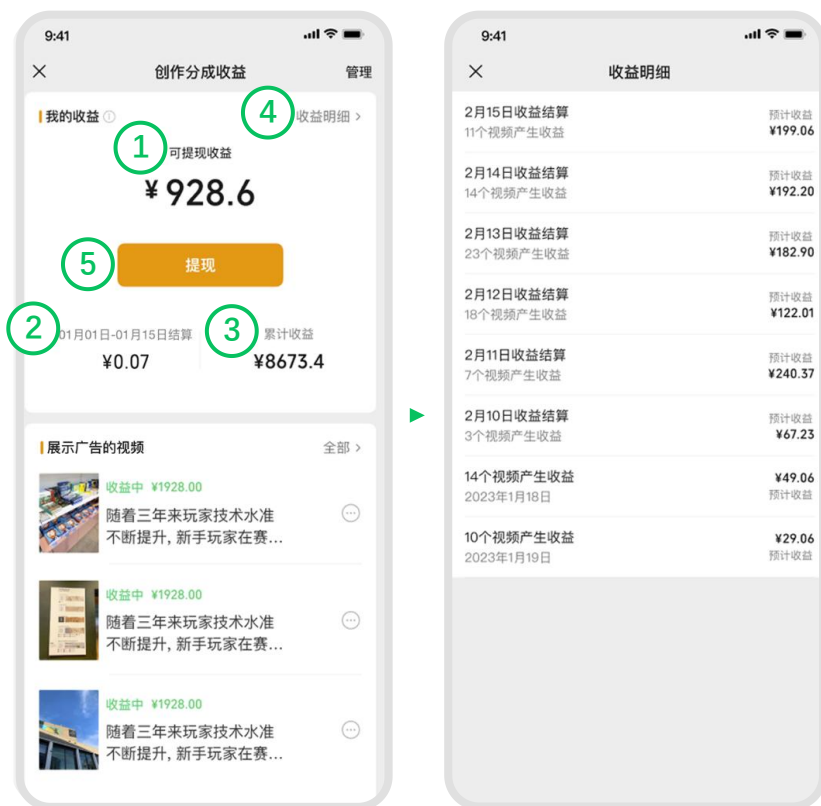 9:41
创作分成收益
管理
我的收益
④
收益明细 >
①
可提现收益
¥928.6
⑤
提现
②
01月01日-01月15日结算
③
累计收益
¥0.07
¥8673.4
展示广告的视频
全部 >
收益中 ¥1928.00
随着三年来玩家技术水准
不断提升, 新手玩家在赛...
收益中 ¥1928.00
随着三年来玩家技术水准
不断提升, 新手玩家在赛...
收益中 ¥1928.00
随着三年来玩家技术水准
不断提升, 新手玩家在赛...
9:41
收益明细
2月15日收益结算
预计收益
11个视频产生收益
¥199.06
2月14日收益结算
预计收益
14个视频产生收益
¥192.20
2月13日收益结算
预计收益
23个视频产生收益
¥182.90
2月12日收益结算
预计收益
18个视频产生收益
¥122.01
2月11日收益结算
预计收益
7个视频产生收益
¥240.37
2月10日收益结算
预计收益
3个视频产生收益
¥67.23
14个视频产生收益
¥49.06
2023年1月18日
预计收益
10个视频产生收益
¥29.06
2023年1月19日
预计收益